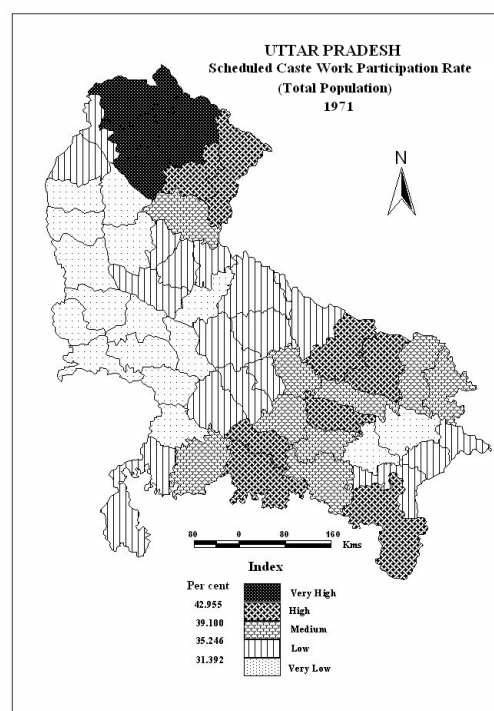 UTTAR PRADESH
Scheduled Caste Work Participation Rate
(Total Population)
1971
N
80 0 80 160
Kms
Index
Per cent
Very High
42.955
High
39.100
Medium
35.246
Low
31.392
Very Low